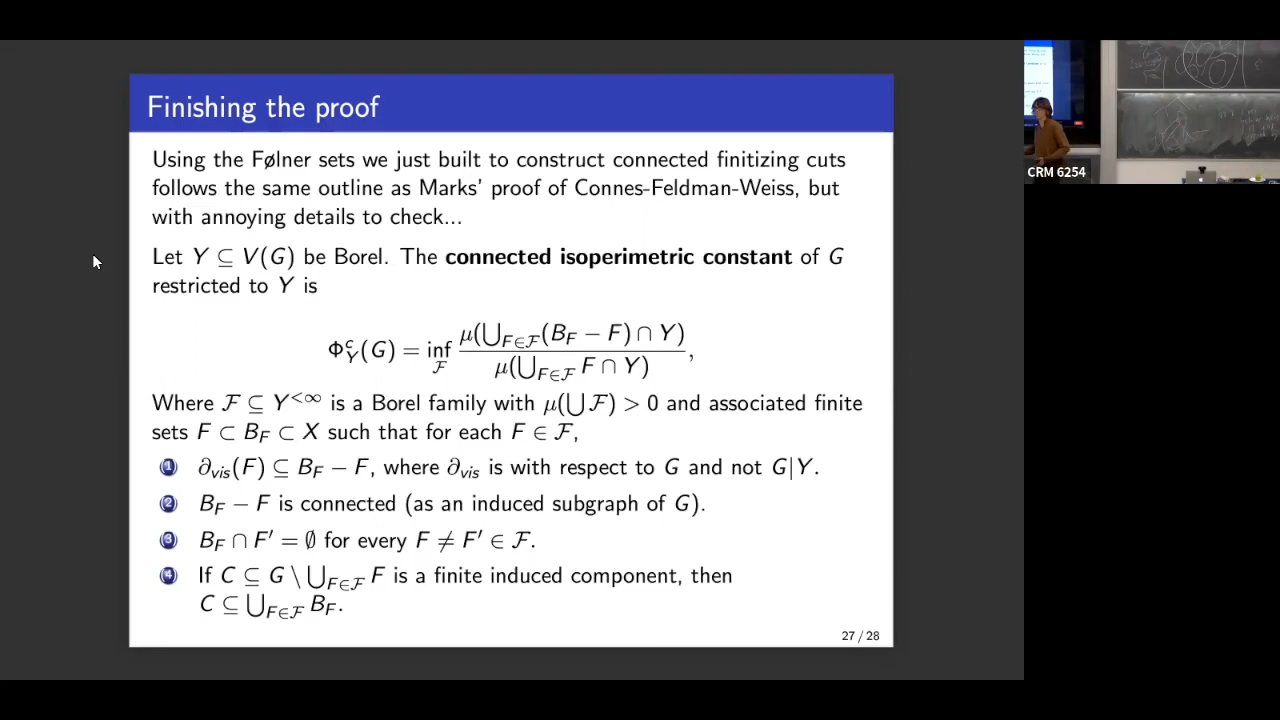 Finishing the proof
Using the Følner sets we just built to construct connected finitizing cuts
follows the same outline as Marks' proof of Connes-Feldman-Weiss, but
with annoying details to check...
Let Y ⊆ V(G) be Borel. The connected isoperimetric constant of G
restricted to Y is
Φ^c_Y(G) = inf_𝓕 μ(⋃_{F∈𝓕}(B_F − F) ∩ Y) / μ(⋃_{F∈𝓕} F ∩ Y),
Where 𝓕 ⊆ Y^{<∞} is a Borel family with μ(⋃ 𝓕) > 0 and associated finite
sets F ⊂ B_F ⊂ X such that for each F ∈ 𝓕,
1 ∂_vis(F) ⊆ B_F − F, where ∂_vis is with respect to G and not G|Y.
2 B_F − F is connected (as an induced subgraph of G).
3 B_F ∩ F′ = ∅ for every F ≠ F′ ∈ 𝓕.
4 If C ⊆ G \ ⋃_{F∈𝓕} F is a finite induced component, then
C ⊆ ⋃_{F∈𝓕} B_F.
27 / 28
CRM 6254